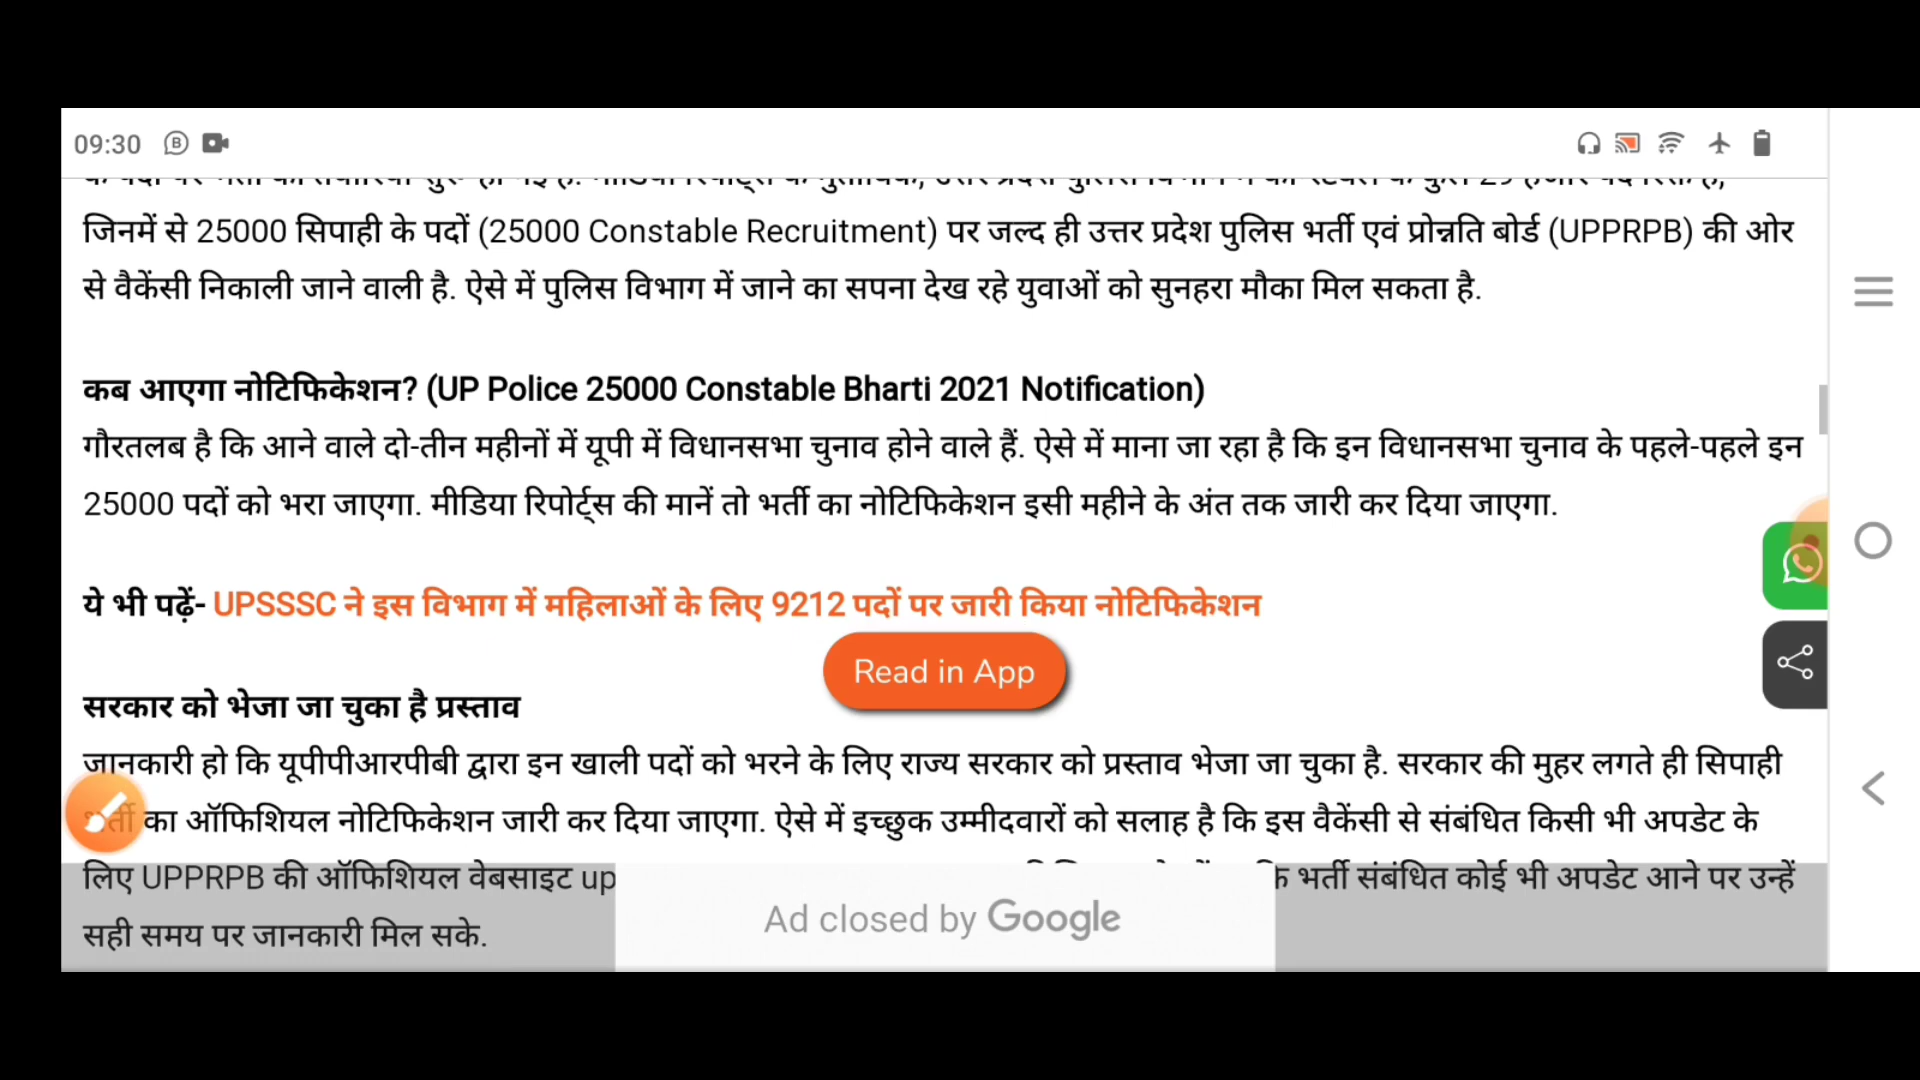 09:30
जिनमें से 25000 सिपाही के पदों (25000 Constable Recruitment) पर जल्द ही उत्तर प्रदेश पुलिस भर्ती एवं प्रोन्नति बोर्ड (UPPRPB) की ओर
से वैकेंसी निकाली जाने वाली है. ऐसे में पुलिस विभाग में जाने का सपना देख रहे युवाओं को सुनहरा मौका मिल सकता है.
कब आएगा नोटिफिकेशन? (UP Police 25000 Constable Bharti 2021 Notification)
गौरतलब है कि आने वाले दो-तीन महीनों में यूपी में विधानसभा चुनाव होने वाले हैं. ऐसे में माना जा रहा है कि इन विधानसभा चुनाव के पहले-पहले इन
25000 पदों को भरा जाएगा. मीडिया रिपोर्ट्स की मानें तो भर्ती का नोटिफिकेशन इसी महीने के अंत तक जारी कर दिया जाएगा.
ये भी पढ़ें- UPSSSC ने इस विभाग में महिलाओं के लिए 9212 पदों पर जारी किया नोटिफिकेशन
Read in App
सरकार को भेजा जा चुका है प्रस्ताव
जानकारी हो कि यूपीपीआरपीबी द्वारा इन खाली पदों को भरने के लिए राज्य सरकार को प्रस्ताव भेजा जा चुका है. सरकार की मुहर लगते ही सिपाही
का ऑफिशियल नोटिफिकेशन जारी कर दिया जाएगा. ऐसे में इच्छुक उम्मीदवारों को सलाह है कि इस वैकेंसी से संबंधित किसी भी अपडेट के
लिए UPPRPB की ऑफिशियल वेबसाइट up भर्ती संबंधित कोई भी अपडेट आने पर उन्हें
Ad closed by Google
सही समय पर जानकारी मिल सके.